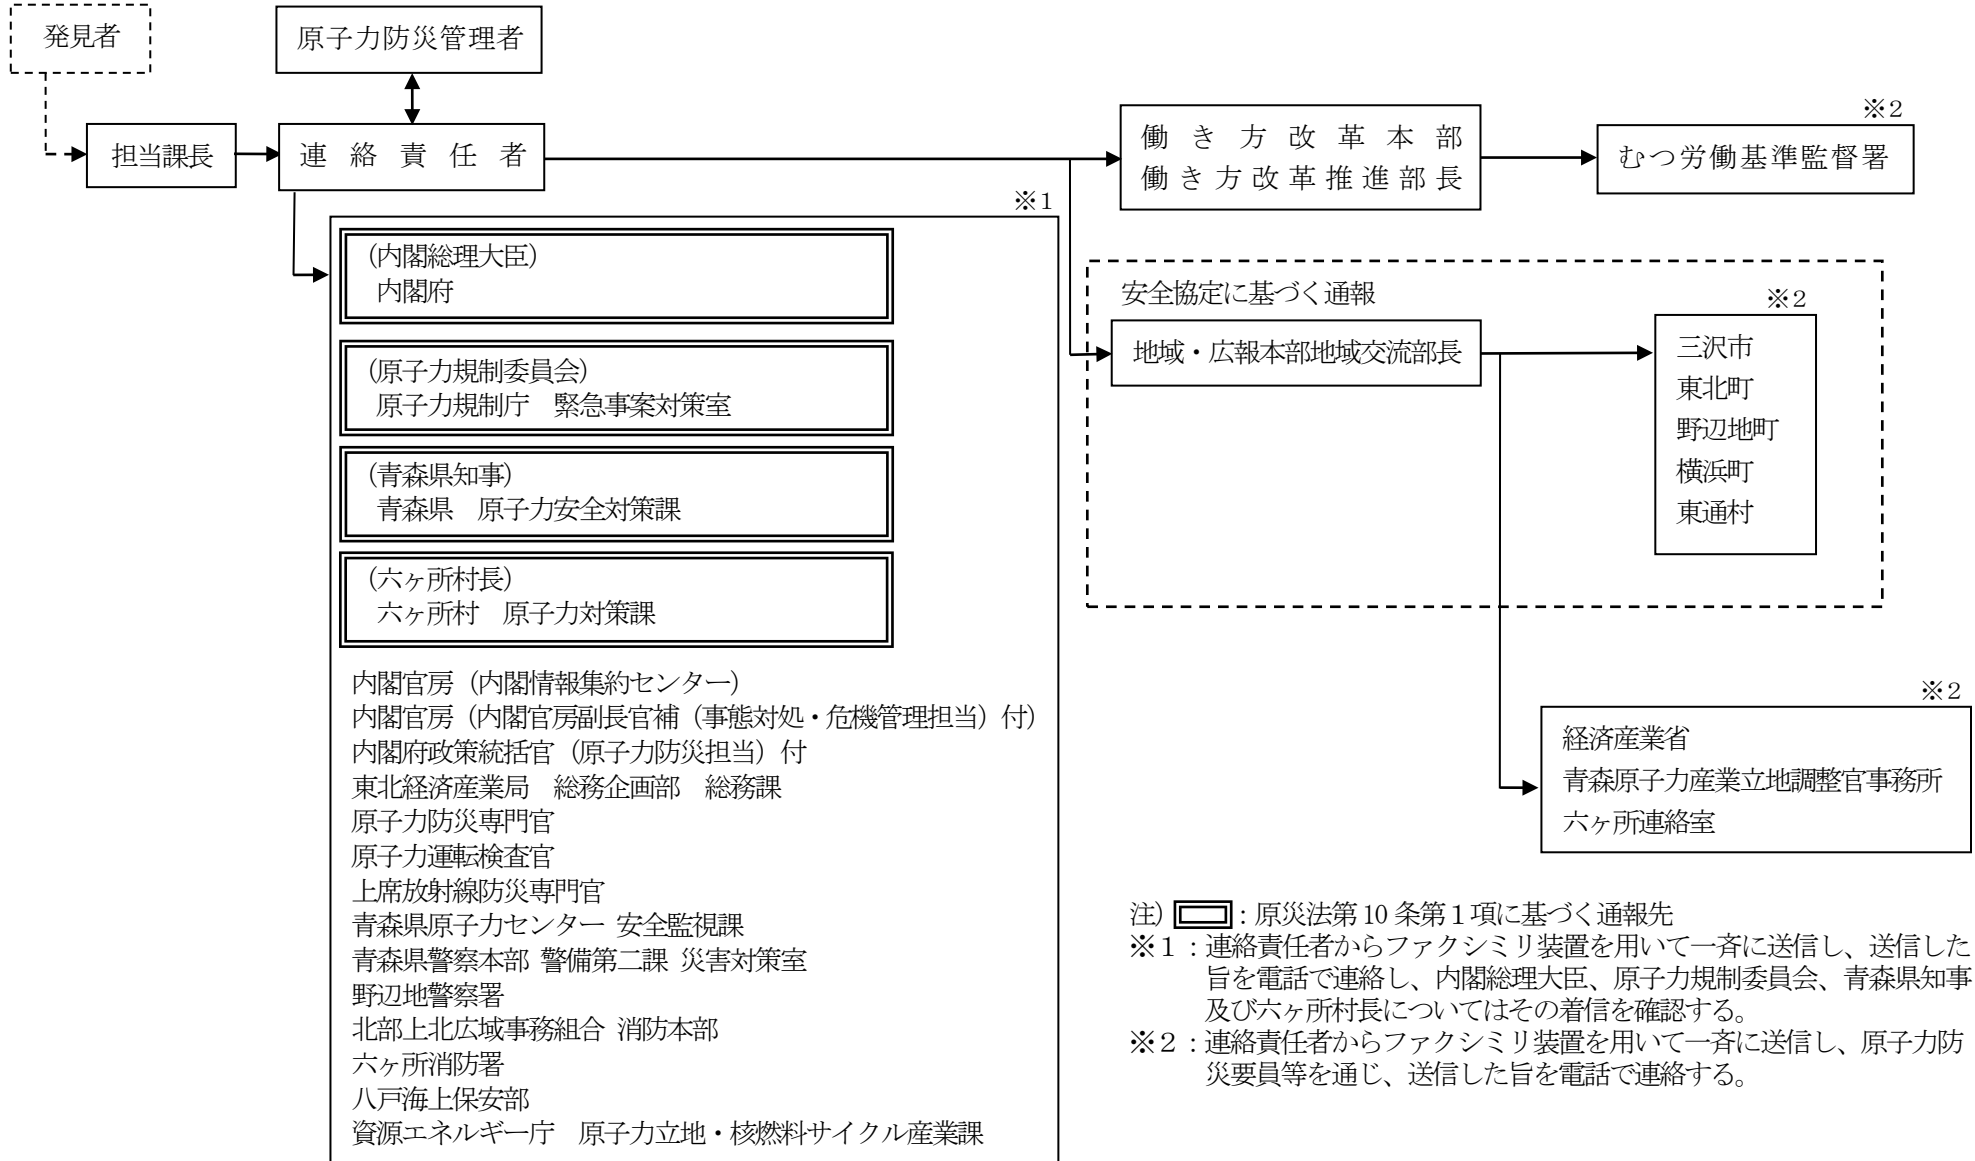 発見者
原子力防災管理者
担当課長
連絡責任者
働き方改革本部
働き方改革推進部長
※2
むつ労働基準監督署
※1
(内閣総理大臣)
内閣府
(原子力規制委員会)
原子力規制庁　緊急事案対策室
(青森県知事)
青森県　原子力安全対策課
(六ヶ所村長)
六ヶ所村　原子力対策課
内閣官房（内閣情報集約センター）
内閣官房（内閣官房副長官補（事態対処・危機管理担当）付）
内閣府政策統括官（原子力防災担当）付
東北経済産業局　総務企画部　総務課
原子力防災専門官
原子力運転検査官
上席放射線防災専門官
青森県原子力センター 安全監視課
青森県警察本部 警備第二課 災害対策室
野辺地警察署
北部上北広域事務組合 消防本部
六ヶ所消防署
八戸海上保安部
資源エネルギー庁　原子力立地・核燃料サイクル産業課
安全協定に基づく通報
※2
地域・広報本部地域交流部長
三沢市
東北町
野辺地町
横浜町
東通村
※2
経済産業省
青森原子力産業立地調整官事務所
六ヶ所連絡室
注) ：原災法第10条第１項に基づく通報先
※１：連絡責任者からファクシミリ装置を用いて一斉に送信し、送信した
旨を電話で連絡し、内閣総理大臣、原子力規制委員会、青森県知事
及び六ヶ所村長についてはその着信を確認する。
※２：連絡責任者からファクシミリ装置を用いて一斉に送信し、原子力防
災要員等を通じ、送信した旨を電話で連絡する。